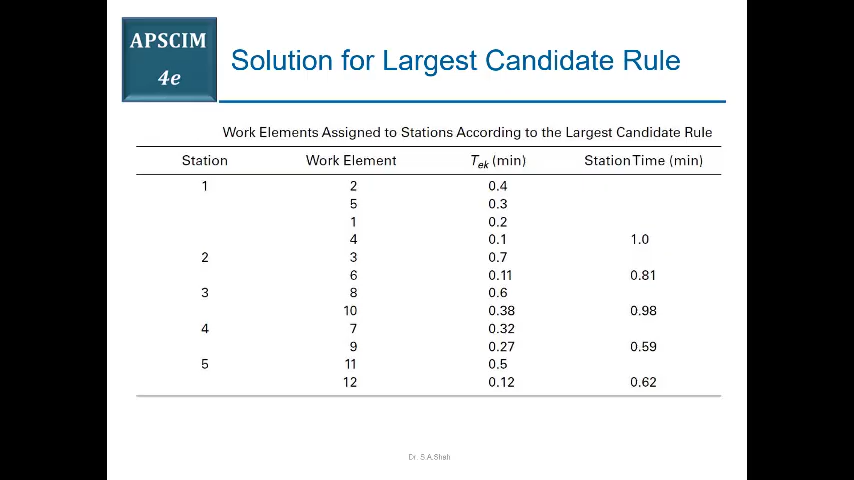 APSCIM
4e
Solution for Largest Candidate Rule
Work Elements Assigned to Stations According to the Largest Candidate Rule
Station Work Element Tek (min) Station Time (min)
1 2 0.4
5 0.3
1 0.2
4 0.1 1.0
2 3 0.7
6 0.11 0.81
3 8 0.6
10 0.38 0.98
4 7 0.32
9 0.27 0.59
5 11 0.5
12 0.12 0.62
Dr. S.A.Shah